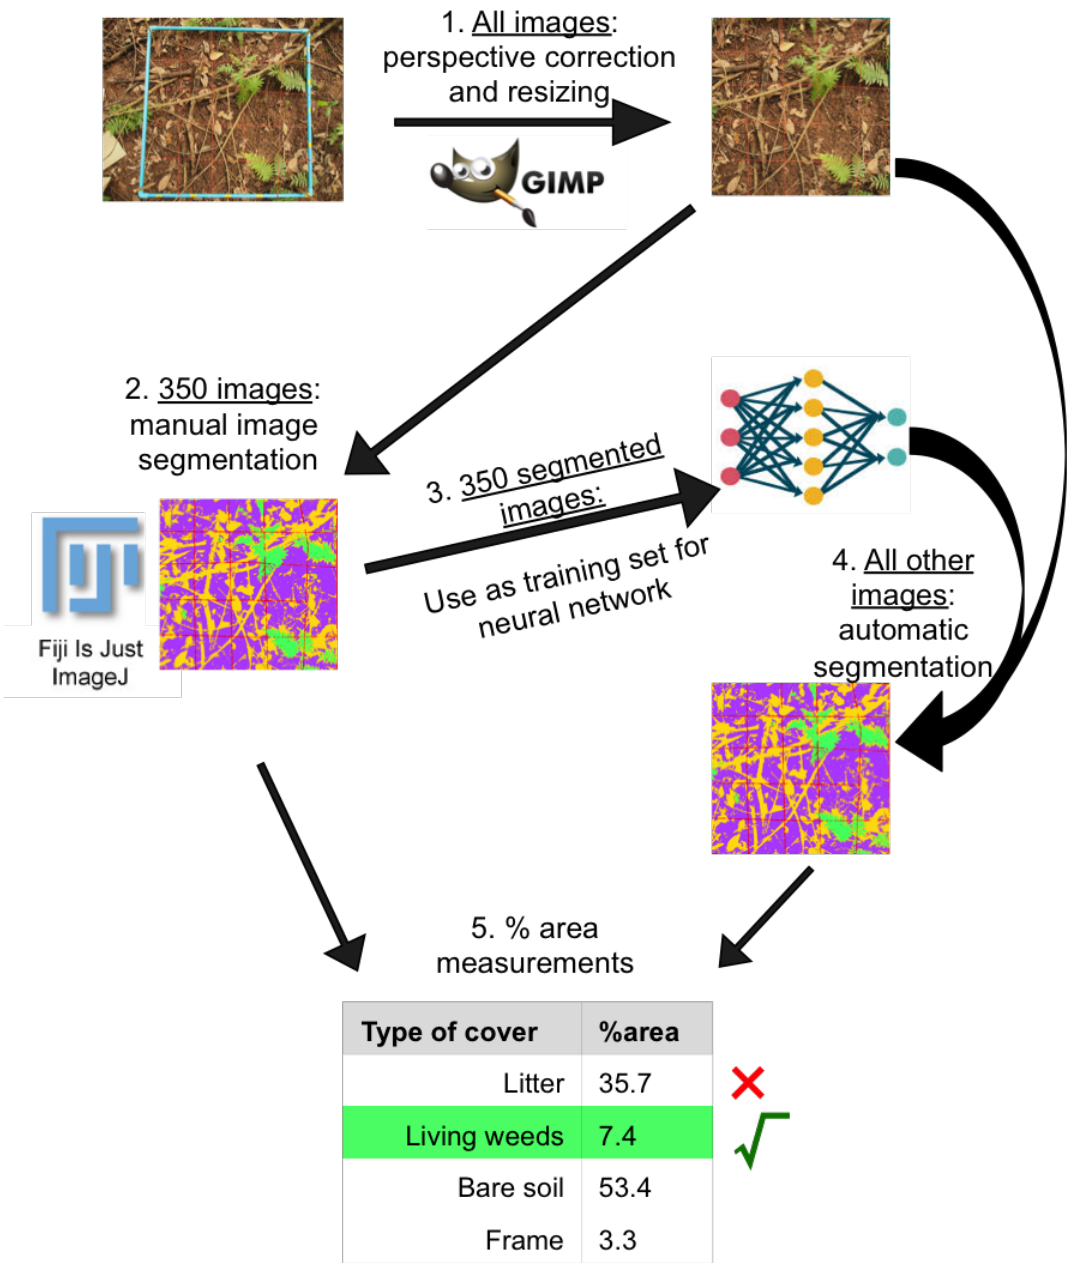 1. All images:
perspective correction
and resizing
GIMP
2. 350 images:
manual image
segmentation
Fiji Is Just
ImageJ
3. 350 segmented
images:
Use as training set for
neural network
4. All other
images:
automatic
segmentation
5. % area
measurements
Type of cover %area
Litter 35.7
Living weeds 7.4
Bare soil 53.4
Frame 3.3